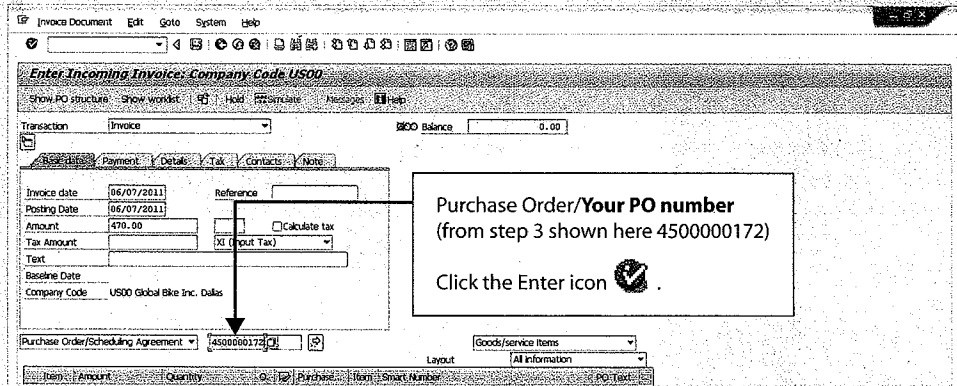 Invoice Document Edit Goto System Help
Enter Incoming Invoice: Company Code US00
Show PO structure Show worklist Hold Simulate Messages Help
Transaction Invoice Balance 0.00
Basic data Payment Details Tax Contacts Note
Invoice date 06/07/2011 Reference
Posting Date 06/07/2011
Amount 470.00 Calculate tax
Tax Amount XI (Input Tax)
Text
Baseline Date
Company Code US00 Global Bike Inc. Dallas
Purchase Order/Your PO number
(from step 3 shown here 4500000172)
Click the Enter icon .
Purchase Order/Scheduling Agreement 4500000172 Goods/service Items
Layout All information
Item Amount Quantity O. Purchase Item Smart Number PO Text